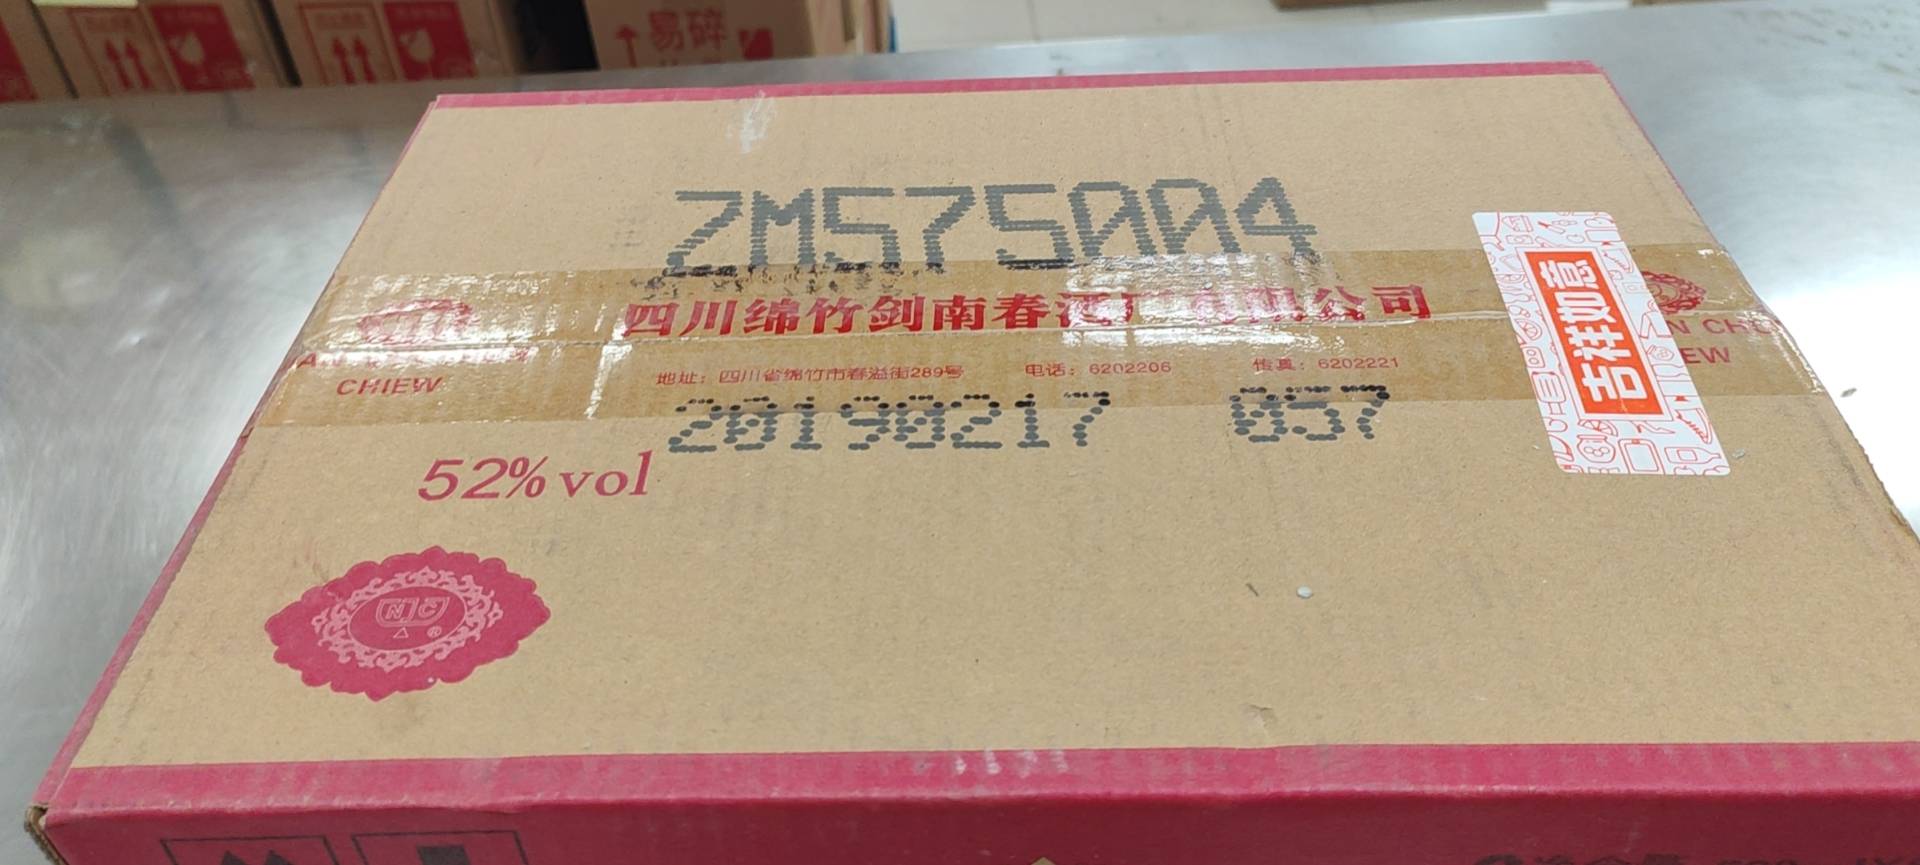 易碎
ZM575004
四川绵竹剑南春酒厂有限公司
吉祥如意
CHIEW
地址：四川省绵竹市春溢街289号 电话：6202206 传真：6202221
20190217 057
52% vol